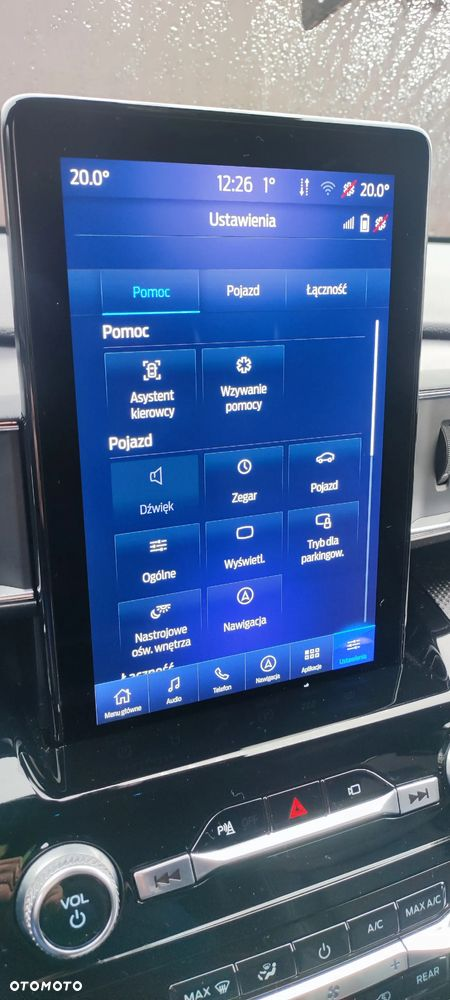 20.0°
12:26 1°
20.0°
Ustawienia
Pomoc
Pojazd
Łączność
Pomoc
Asystent
kierowcy
Wzywanie
pomocy
Pojazd
Dźwięk
Zegar
Pojazd
Ogólne
Wyświetl.
Tryb dla
parkingow.
Nastrojowe
ośw. wnętrza
Nawigacja
Łączność
Menu główne
Audio
Telefon
Nawigacja
Aplikacje
Ustawienia
OFF
VOL
MAX
A/C
MAX A/C
REAR
OTOMOTO